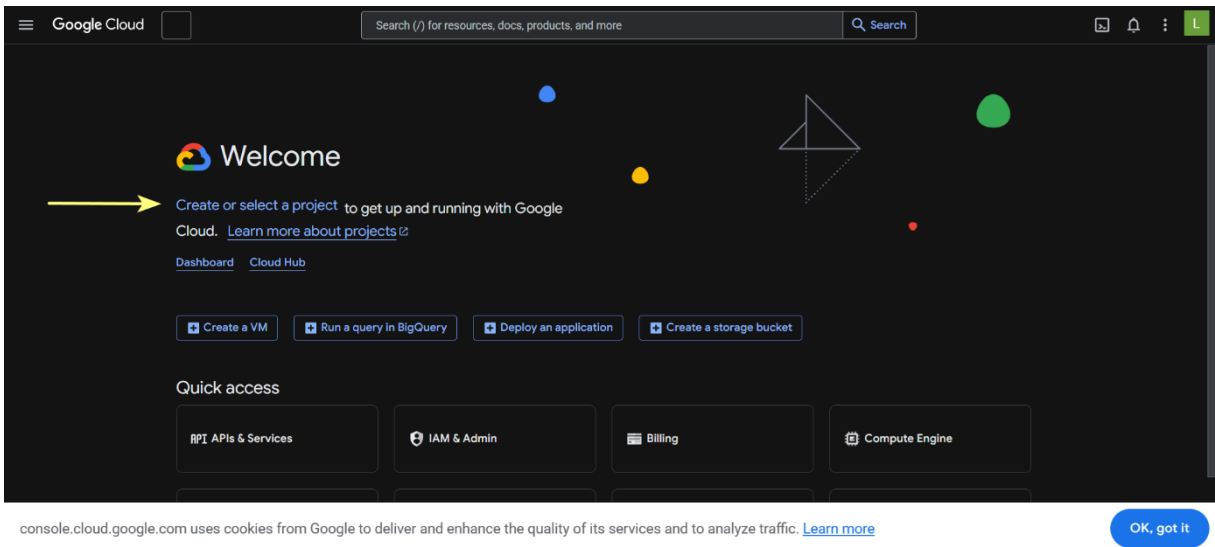 Google Cloud
Search (/) for resources, docs, products, and more
Search
L
Welcome
Create or select a project to get up and running with Google
Cloud. Learn more about projects
Dashboard Cloud Hub
Create a VM Run a query in BigQuery Deploy an application Create a storage bucket
Quick access
API APIs & Services IAM & Admin Billing Compute Engine
console.cloud.google.com uses cookies from Google to deliver and enhance the quality of its services and to analyze traffic. Learn more OK, got it